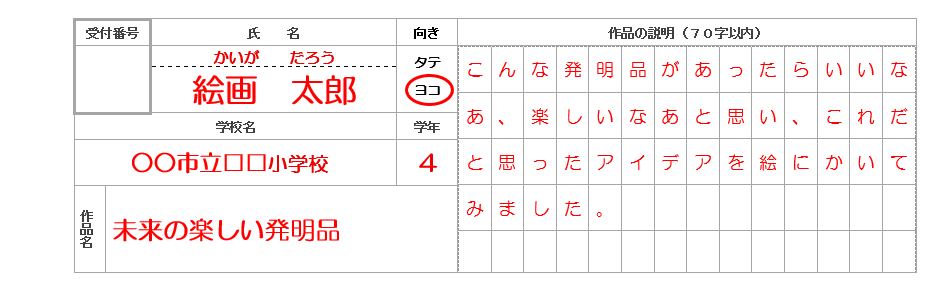 受付番号 氏　名 向き 作品の説明（７０字以内）
かいが　たろう
絵画　太郎
タテ
ヨコ
学校名 学年
〇〇市立□□小学校 ４
作品名 未来の楽しい発明品
こんな発明品があったらいいな
あ、楽しいなあと思い、これだ
と思ったアイデアを絵にかいて
みました。